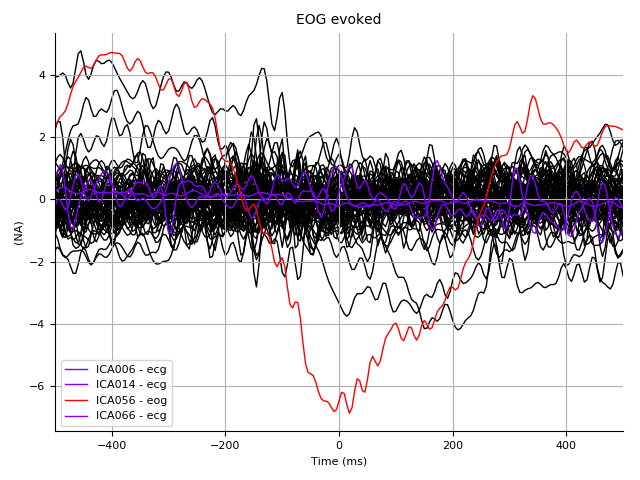 EOG evoked
4
2
0
−2
−4
−6
(NA)
ICA006 - ecg
ICA014 - ecg
ICA056 - eog
ICA066 - ecg
−400
−200
0
200
400
Time (ms)